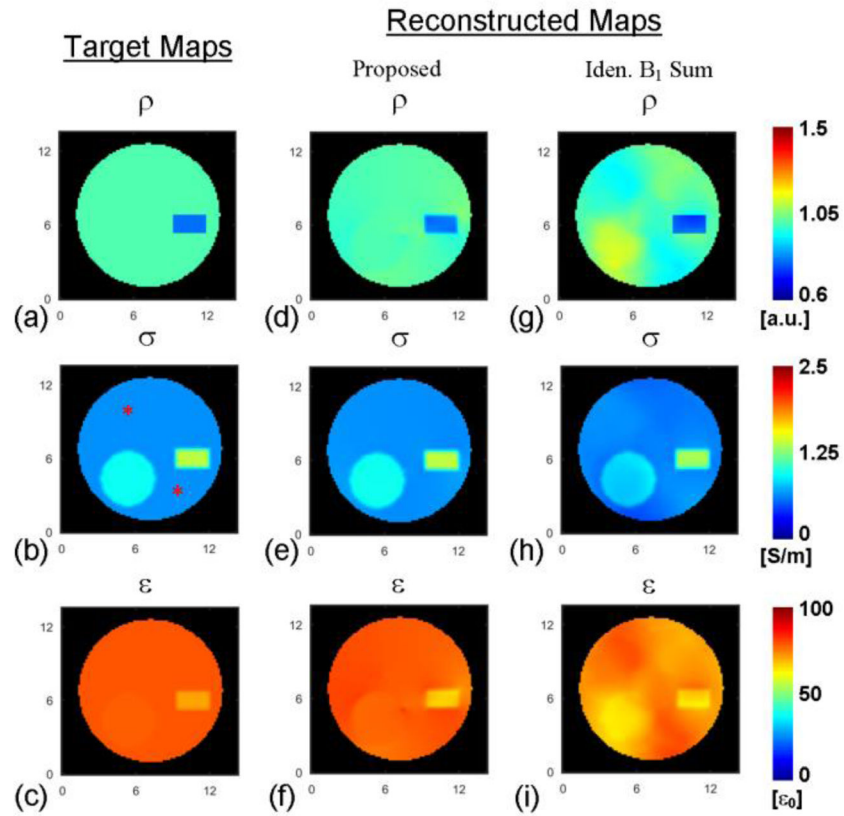 Target Maps
Reconstructed Maps
Proposed
Iden. B₁ Sum
ρ
ρ
ρ
12
6
0
0
6
12
(a)
12
6
0
0
6
12
(d)
12
6
0
0
6
12
(g)
1.5
1.05
0.6
[a.u.]
σ
σ
σ
12
6
0
0
6
12
(b)
*
*
12
6
0
0
6
12
(e)
12
6
0
0
6
12
(h)
2.5
1.25
0
[S/m]
ε
ε
ε
12
6
0
0
6
12
(c)
12
6
0
0
6
12
(f)
12
6
0
0
6
12
(i)
100
50
0
[ε₀]